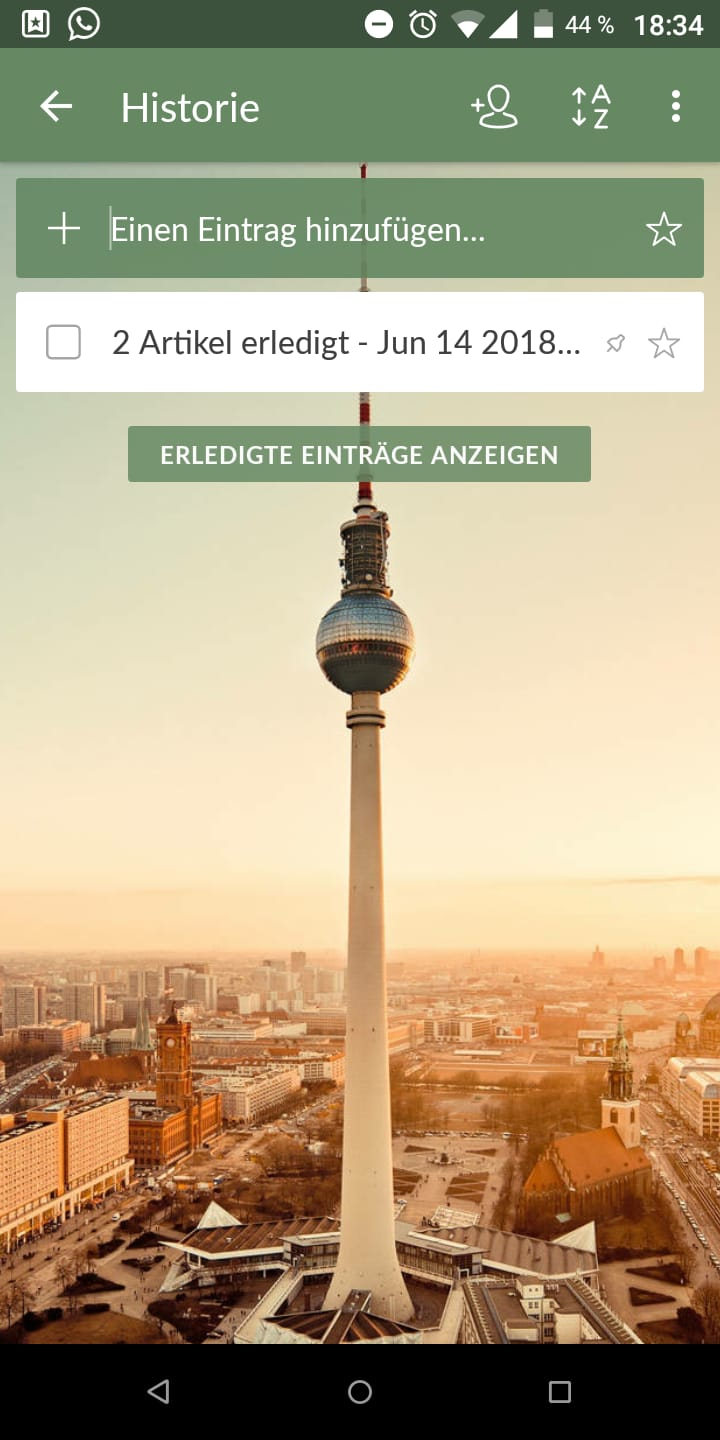 44 % 18:34
Historie
Einen Eintrag hinzufügen...
2 Artikel erledigt - Jun 14 2018...
ERLEDIGTE EINTRÄGE ANZEIGEN